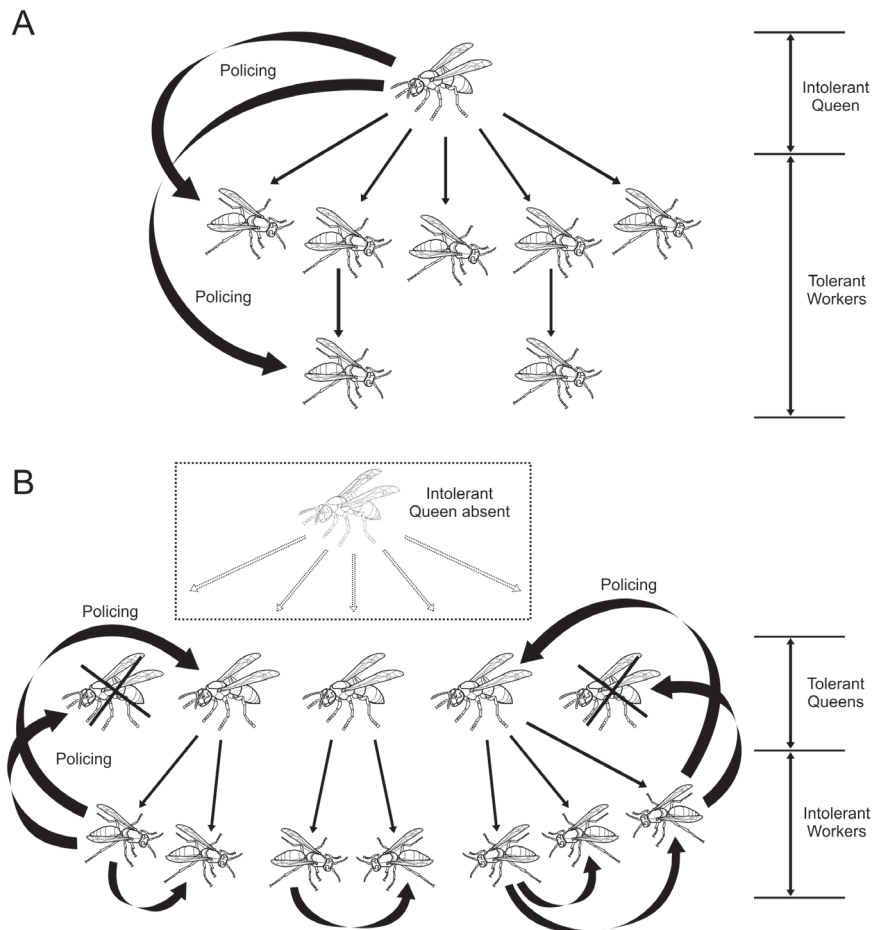 A
Policing
Intolerant
Queen
Policing
Tolerant
Workers
B
Intolerant
Queen absent
Policing
Policing
Tolerant
Queens
Policing
Intolerant
Workers